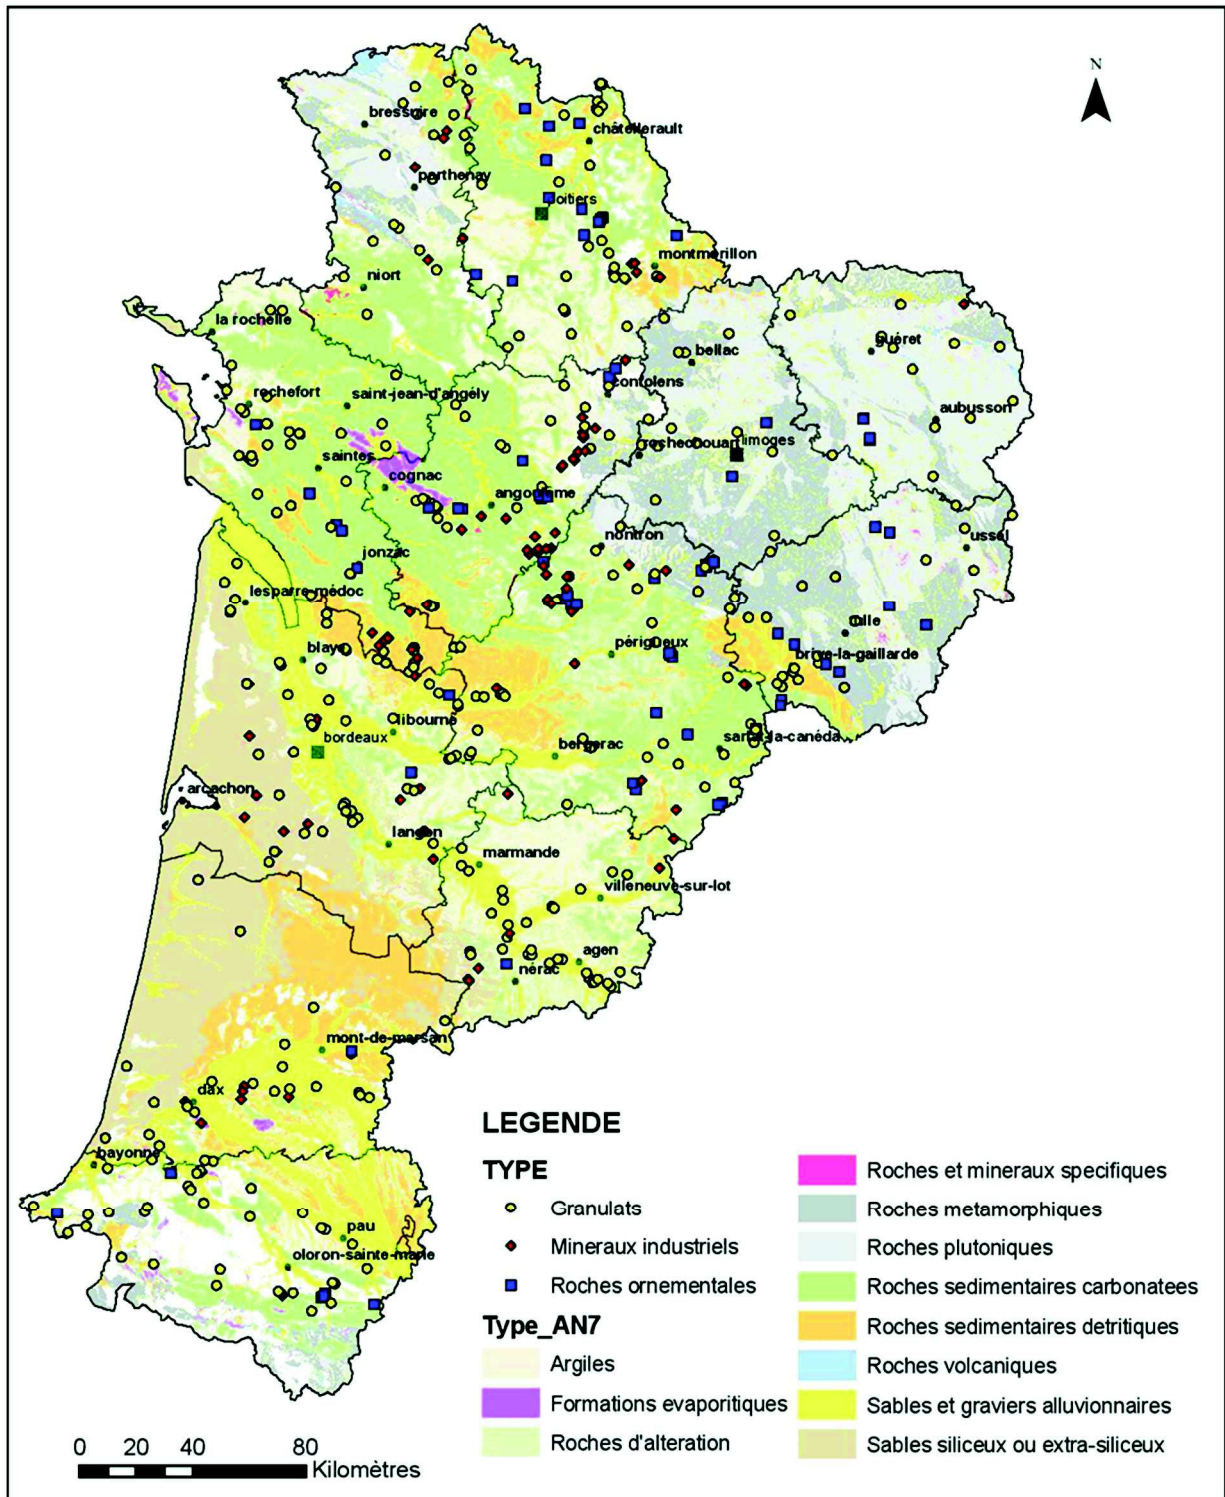 N
bressuire
châtellerault
parthenay
poitiers
montmorillon
niort
la rochelle
bellac
guéret
confolens
rochefort
saint-jean-d'angély
aubusson
rochechouart
limoges
saintes
cognac
angoulême
nontron
ussel
jonzac
lesparre-médoc
tulle
périgueux
blaye
brive-la-gaillarde
libourne
bordeaux
bergerac
sarlat-la-canéda
arcachon
langon
marmande
villeneuve-sur-lot
agen
nérac
mont-de-marsan
dax
bayonne
pau
oloron-sainte-marie
LEGENDE
TYPE
Granulats
Mineraux industriels
Roches ornementales
Type_AN7
Argiles
Formations evaporitiques
Roches d'alteration
Roches et mineraux specifiques
Roches metamorphiques
Roches plutoniques
Roches sedimentaires carbonatees
Roches sedimentaires detritiques
Roches volcaniques
Sables et graviers alluvionnaires
Sables siliceux ou extra-siliceux
0 20 40 80
Kilomètres